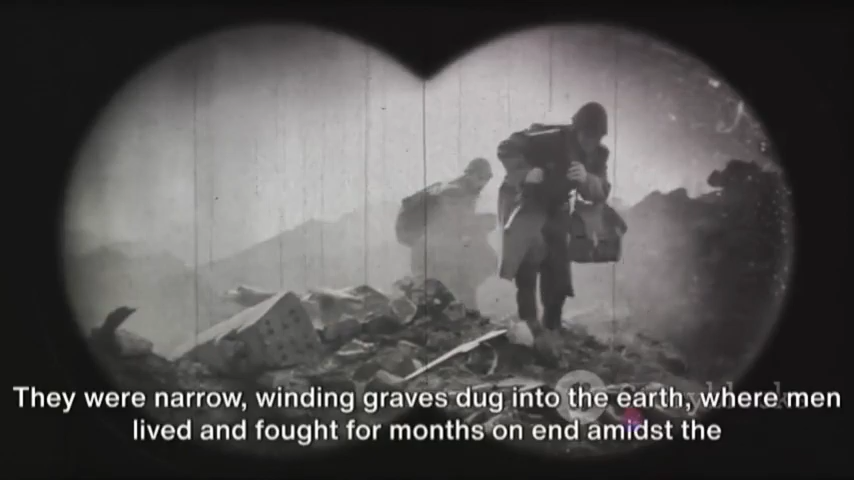 They were narrow, winding graves dug into the earth, where men
lived and fought for months on end amidst the